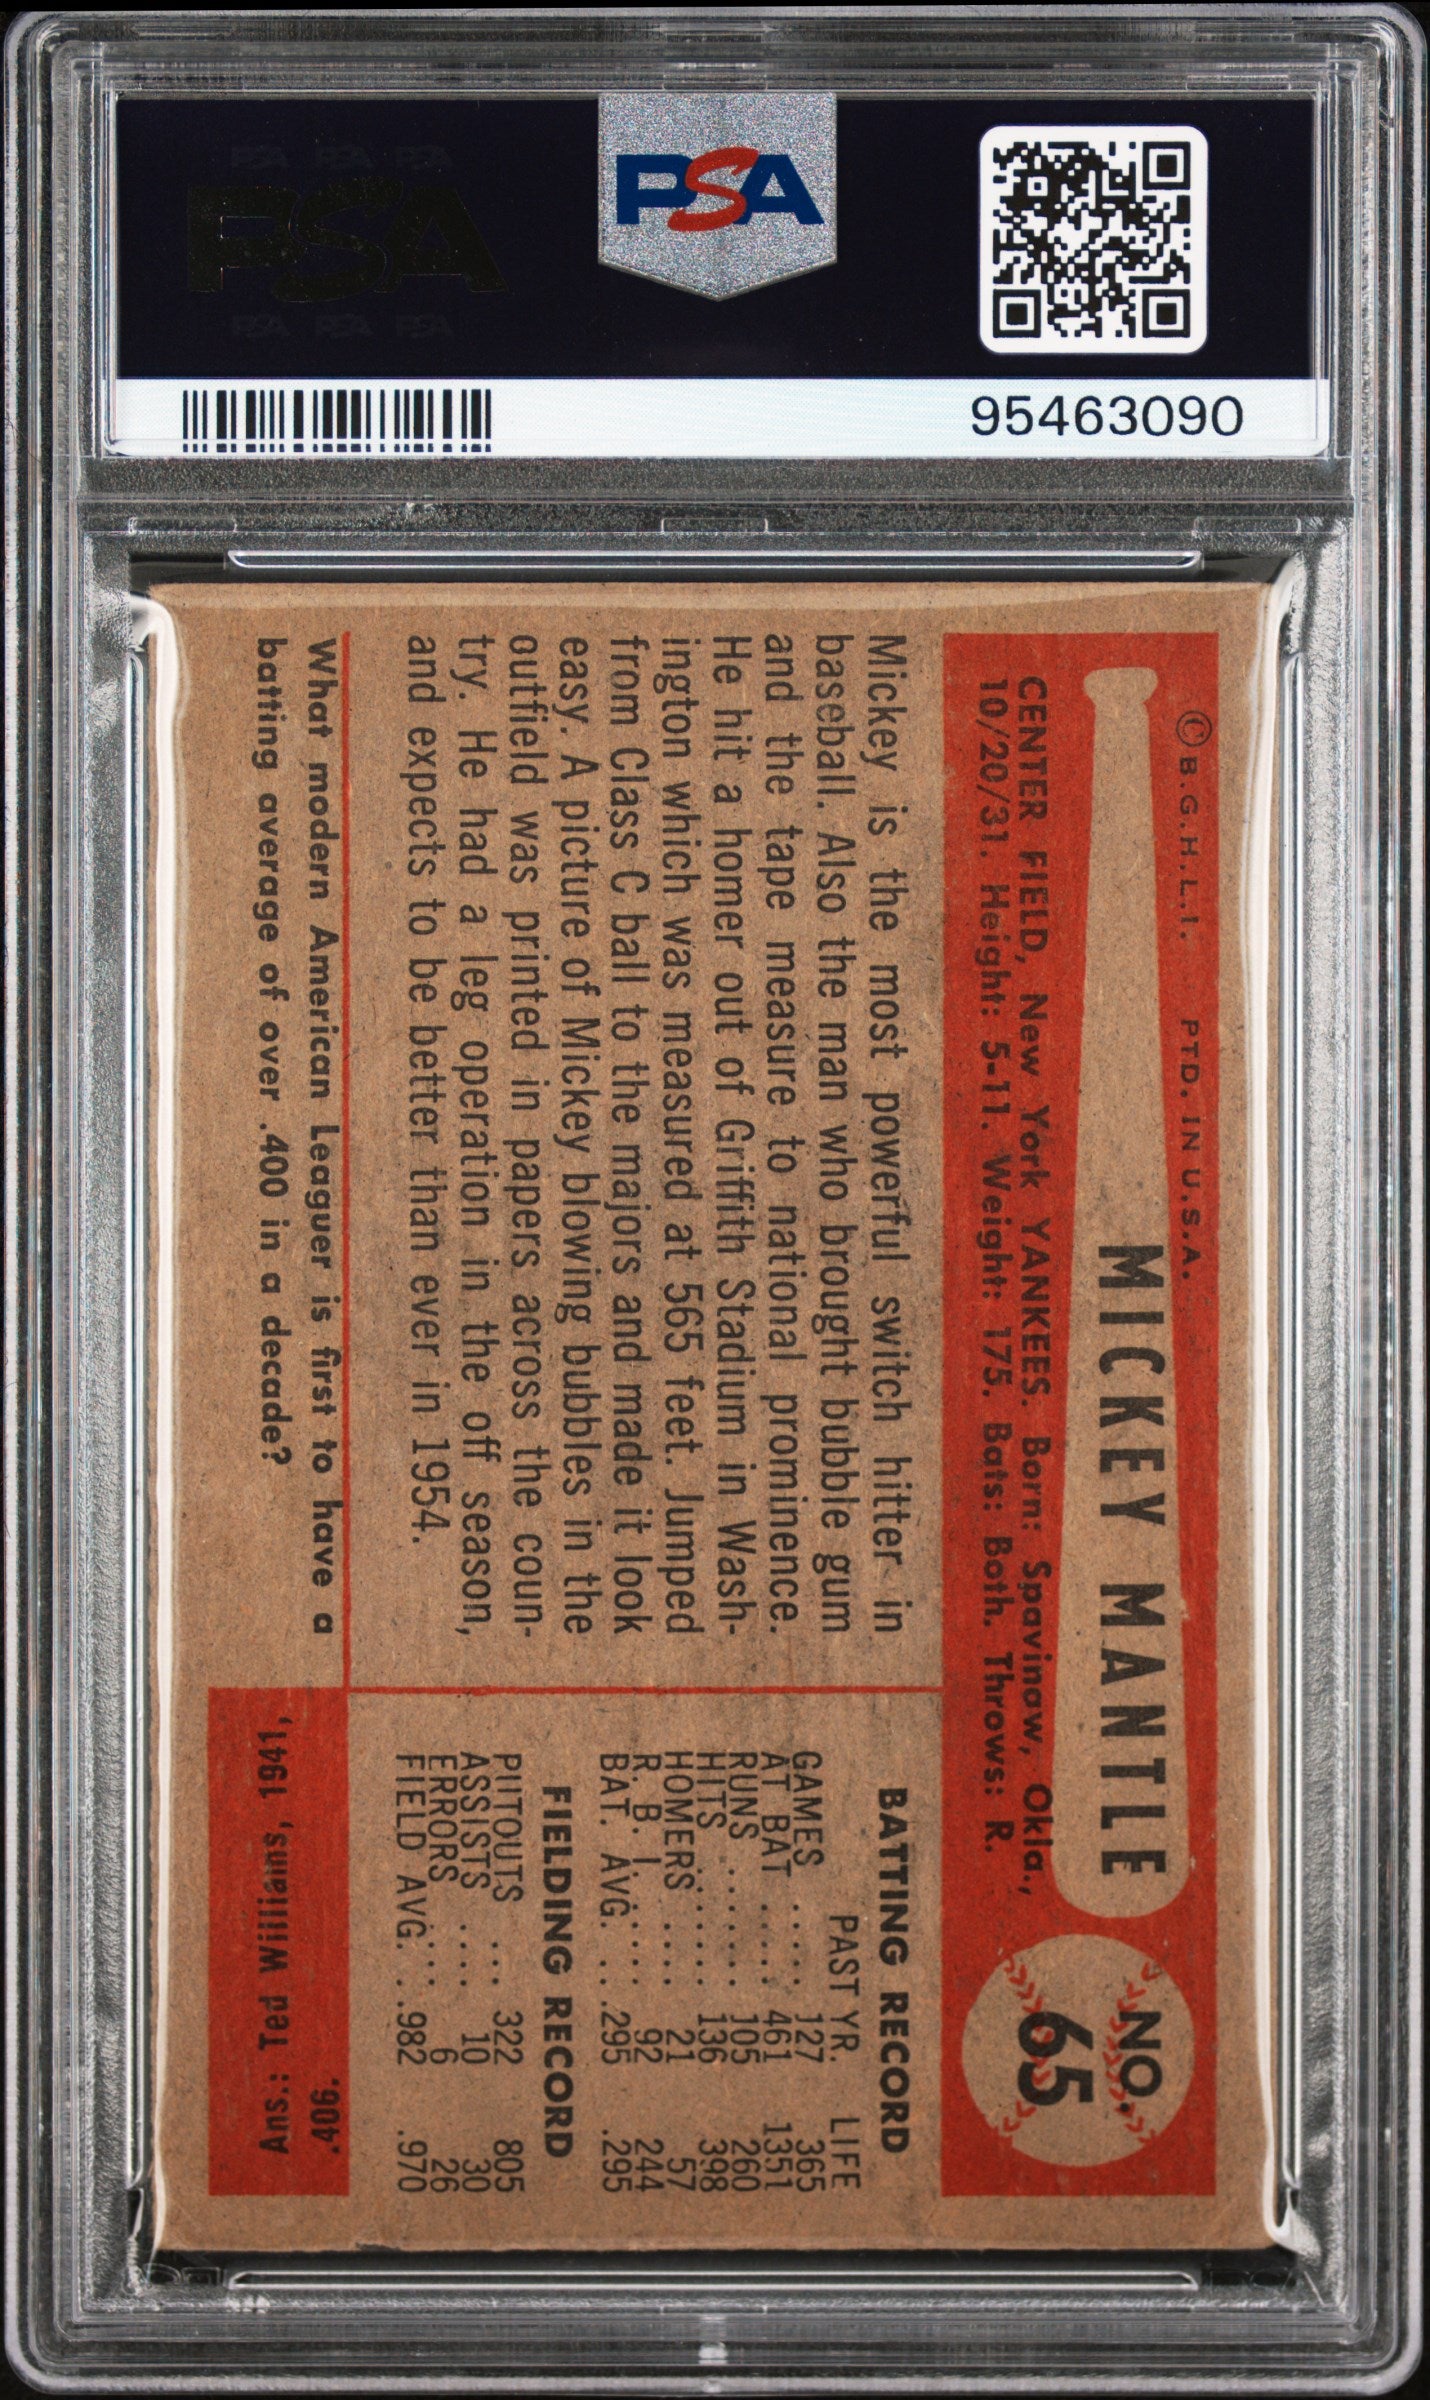 PSA PSA PSA
PSA
PSA PSA PSA
PSA
95463090
© B.G.H.L.I. PTD. IN U.S.A.
MICKEY MANTLE
NO.
65
CENTER FIELD, New York YANKEES. Born: Spavinaw, Okla.,
10/20/31. Height: 5-11. Weight: 175. Bats: Both. Throws: R.
Mickey is the most powerful switch hitter in
baseball. Also the man who brought bubble gum
and the tape measure to national prominence.
He hit a homer out of Griffith Stadium in Wash-
ington which was measured at 565 feet. Jumped
from Class C ball to the majors and made it look
easy. A picture of Mickey blowing bubbles in the
outfield was printed in papers across the coun-
try. He had a leg operation in the off season,
and expects to be better than ever in 1954.
BATTING RECORD
PAST YR. LIFE
GAMES ..... 127 365
AT BAT ..... 461 1351
RUNS ....... 105 260
HITS ....... 136 398
HOMERS .... 21 57
R. B. I. ..... 92 244
BAT. AVG. .. .295 .295
FIELDING RECORD
PUTOUTS ... 322 805
ASSISTS .... 10 30
ERRORS .... 6 26
FIELD AVG. .. .982 .970
What modern American Leaguer is first to have a
batting average of over .400 in a decade?
.406.
Ans.: Ted Williams, 1941,